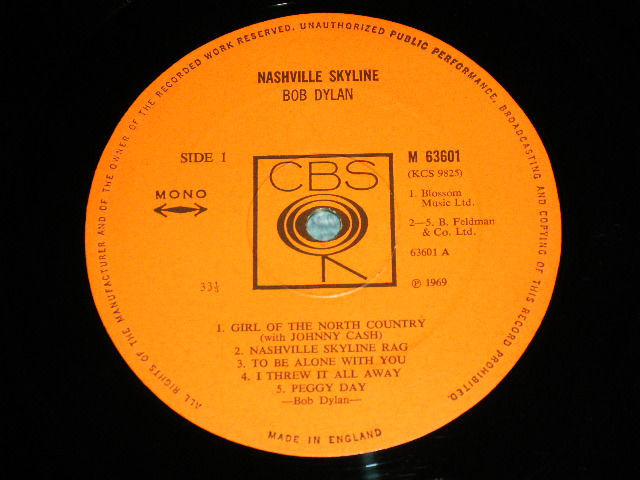 ALL RIGHTS OF THE MANUFACTURER AND OF THE OWNER OF THE RECORDED WORK RESERVED. UNAUTHORIZED PUBLIC PERFORMANCE, BROADCASTING AND COPYING OF THIS RECORD PROHIBITED.
NASHVILLE SKYLINE
BOB DYLAN
SIDE 1
MONO
33⅓
CBS
M 63601
(KCS 9825)
1. Blossom
Music Ltd.
2—5. B. Feldman
& Co. Ltd.
63601 A
℗ 1969
1. GIRL OF THE NORTH COUNTRY
(with JOHNNY CASH)
2. NASHVILLE SKYLINE RAG
3. TO BE ALONE WITH YOU
4. I THREW IT ALL AWAY
5. PEGGY DAY
—Bob Dylan—
MADE IN ENGLAND